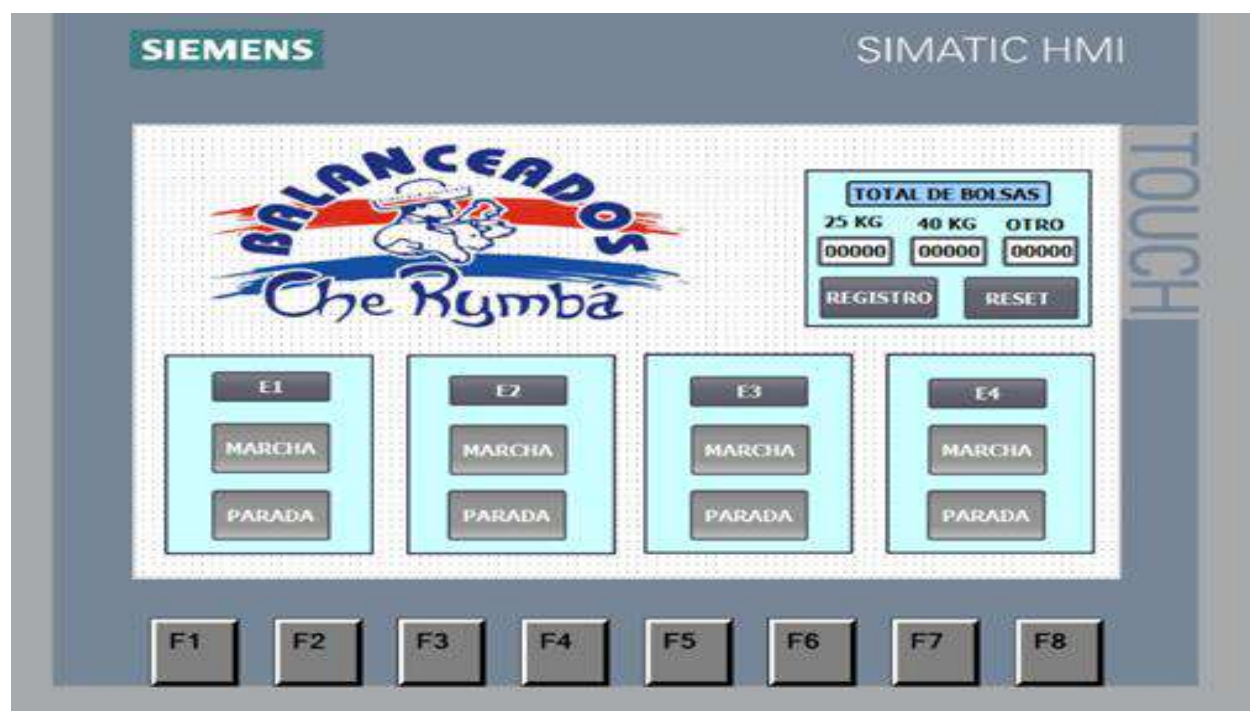 SIEMENS
SIMATIC HMI
TOUCH
BALANCEADOS
Che Rymbá
TOTAL DE BOLSAS
25 KG 40 KG OTRO
00000 00000 00000
REGISTRO RESET
E1 E2 E3 E4
MARCHA MARCHA MARCHA MARCHA
PARADA PARADA PARADA PARADA
F1 F2 F3 F4 F5 F6 F7 F8